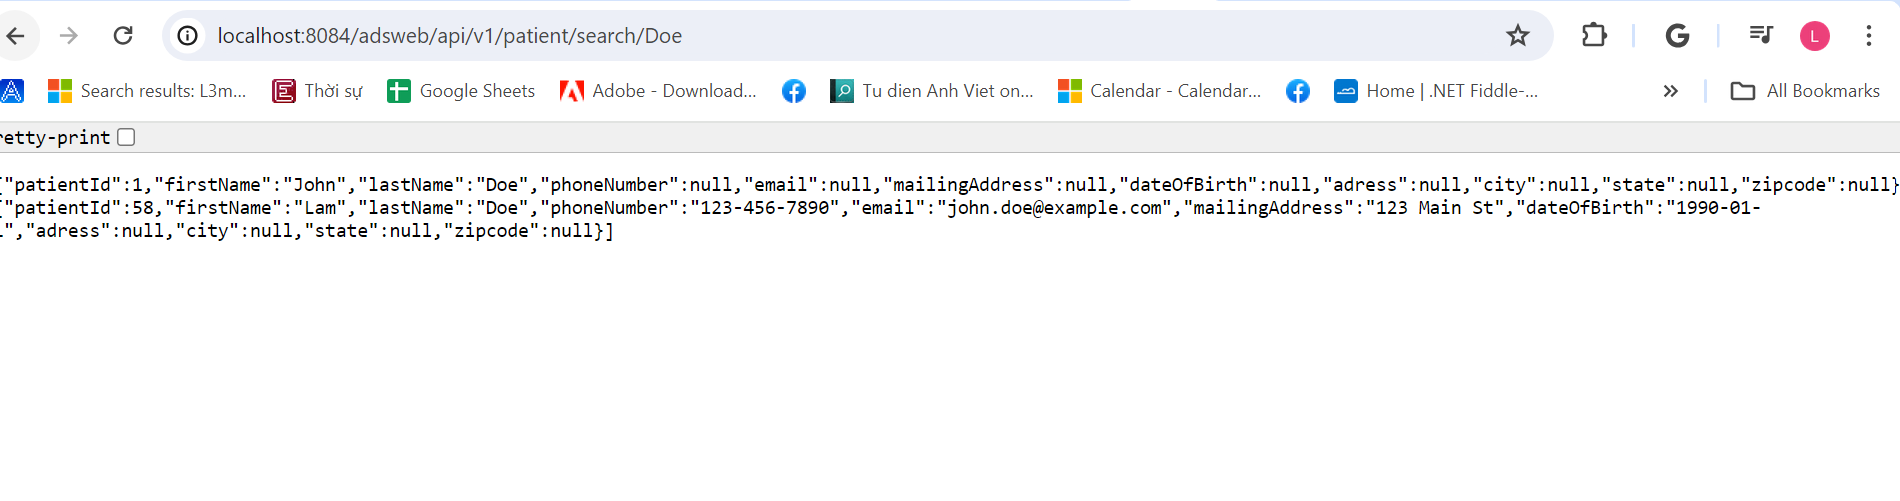 localhost:8084/adsweb/api/v1/patient/search/Doe
L
Search results: L3m... Thời sự Google Sheets Adobe - Download... Tu dien Anh Viet on... Calendar - Calendar... Home | .NET Fiddle-... » All Bookmarks
retty-print
{"patientId":1,"firstName":"John","lastName":"Doe","phoneNumber":null,"email":null,"mailingAddress":null,"dateOfBirth":null,"adress":null,"city":null,"state":null,"zipcode":null}
{"patientId":58,"firstName":"Lam","lastName":"Doe","phoneNumber":"123-456-7890","email":"john.doe@example.com","mailingAddress":"123 Main St","dateOfBirth":"1990-01-
","adress":null,"city":null,"state":null,"zipcode":null}]